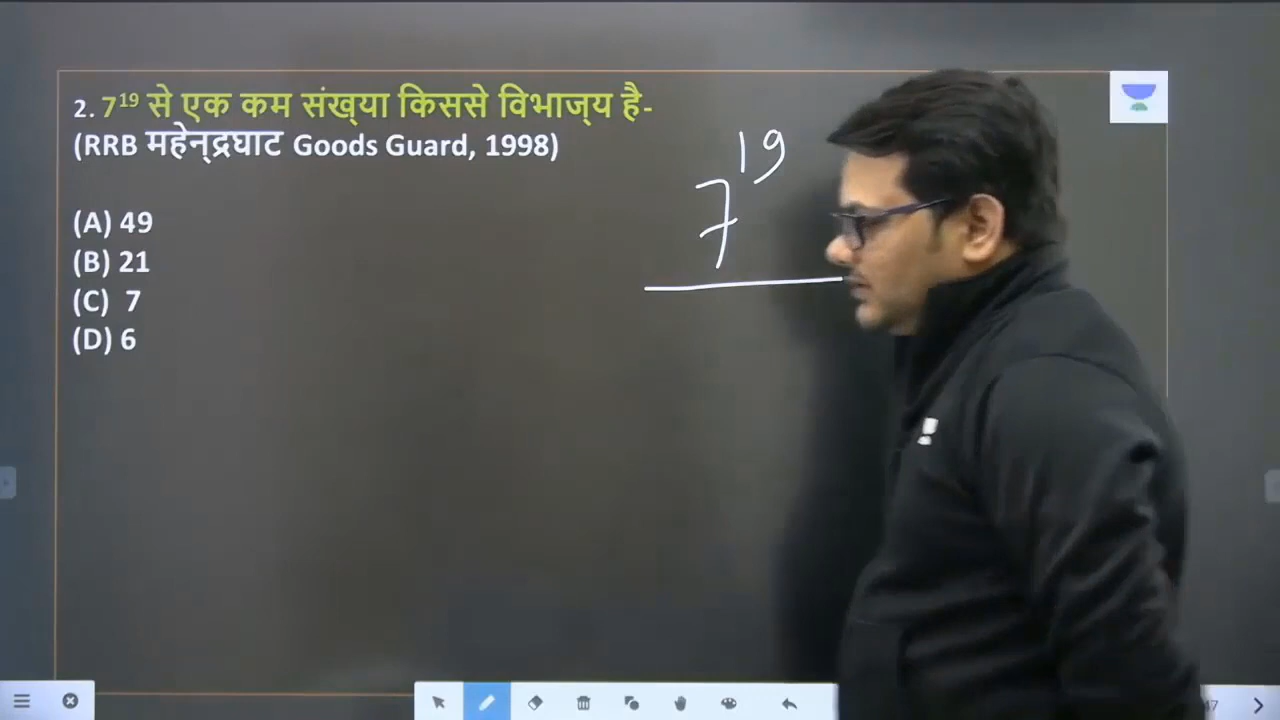 2. 7¹⁹ से एक कम संख्या किससे विभाज्य है-
(RRB महेन्द्रघाट Goods Guard, 1998)
(A) 49
(B) 21
(C) 7
(D) 6
7¹⁹